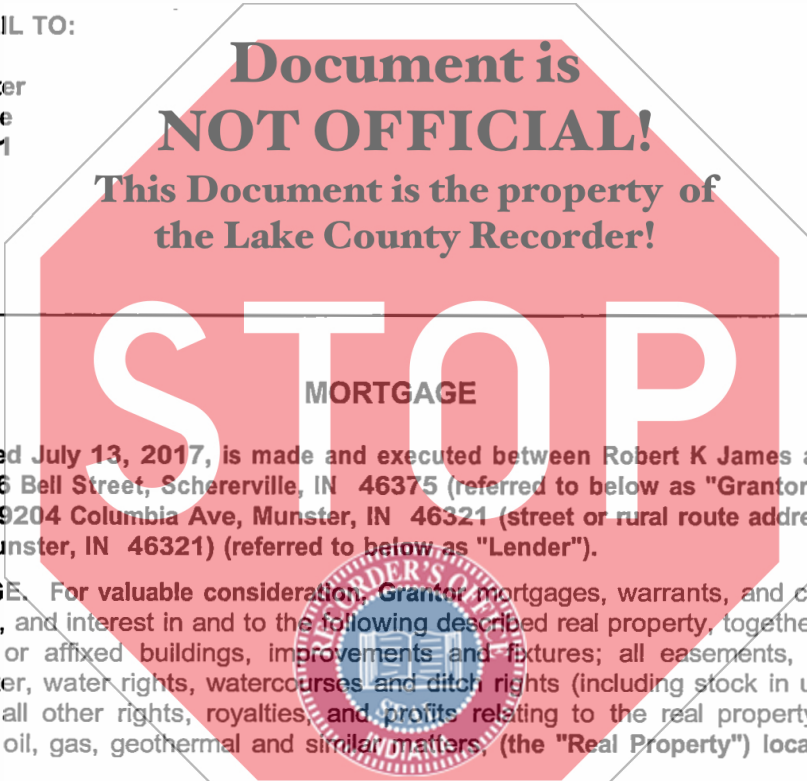 IL TO:
Document is
er
NOT OFFICIAL!
e
1
This Document is the property of
the Lake County Recorder!
STOP
MORTGAGE
ed July 13, 2017, is made and executed between Robert K James a
6 Bell Street, Schererville, IN 46375 (referred to below as "Grantor
9204 Columbia Ave, Munster, IN 46321 (street or rural route addre
unster, IN 46321) (referred to below as "Lender").
GE. For valuable consideration, Grantor mortgages, warrants, and c
, and interest in and to the following described real property, togethe
or affixed buildings, improvements and fixtures; all easements,
er, water rights, watercourses and ditch rights (including stock in u
all other rights, royalties, and profits relating to the real property
oil, gas, geothermal and similar matters, (the "Real Property") loca
RECORDER'S OFFICE
SEAL
INDIANA